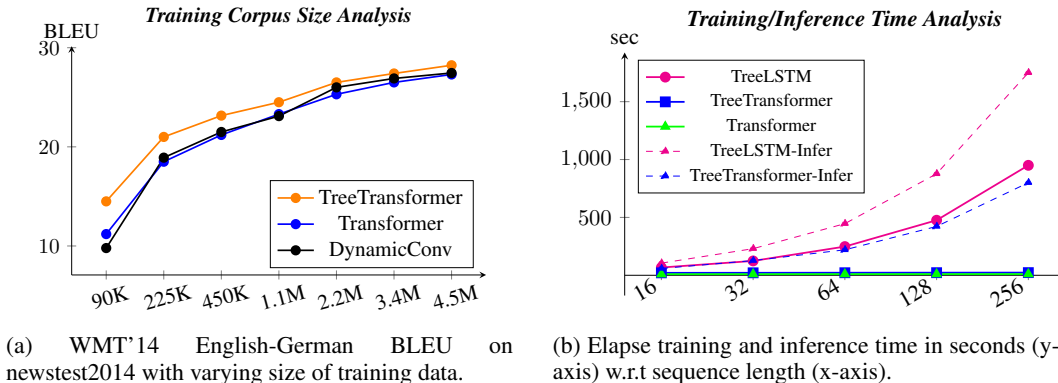 Training Corpus Size Analysis
BLEU
30
20
10
TreeTransformer
Transformer
DynamicConv
90K 225K 450K 1.1M 2.2M 3.4M 4.5M
(a) WMT'14 English-German BLEU on
newstest2014 with varying size of training data.
Training/Inference Time Analysis
sec
1,500
1,000
500
TreeLSTM
TreeTransformer
Transformer
TreeLSTM-Infer
TreeTransformer-Infer
16 32 64 128 256
(b) Elapse training and inference time in seconds (y-
axis) w.r.t sequence length (x-axis).